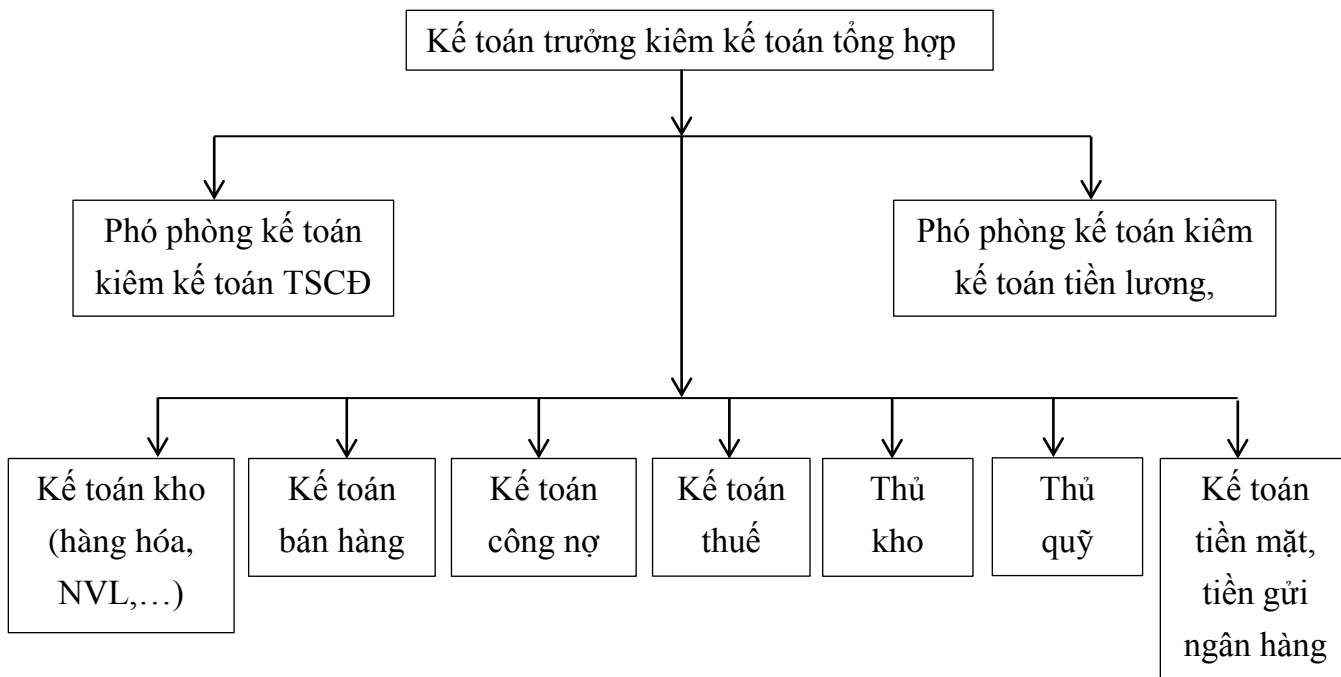 Kế toán trưởng kiêm kế toán tổng hợp
Phó phòng kế toán
kiêm kế toán TSCĐ
Phó phòng kế toán kiêm
kế toán tiền lương,
Kế toán kho
(hàng hóa,
NVL,…)
Kế toán
bán hàng
Kế toán
công nợ
Kế toán
thuế
Thủ
kho
Thủ
quỹ
Kế toán
tiền mặt,
tiền gửi
ngân hàng